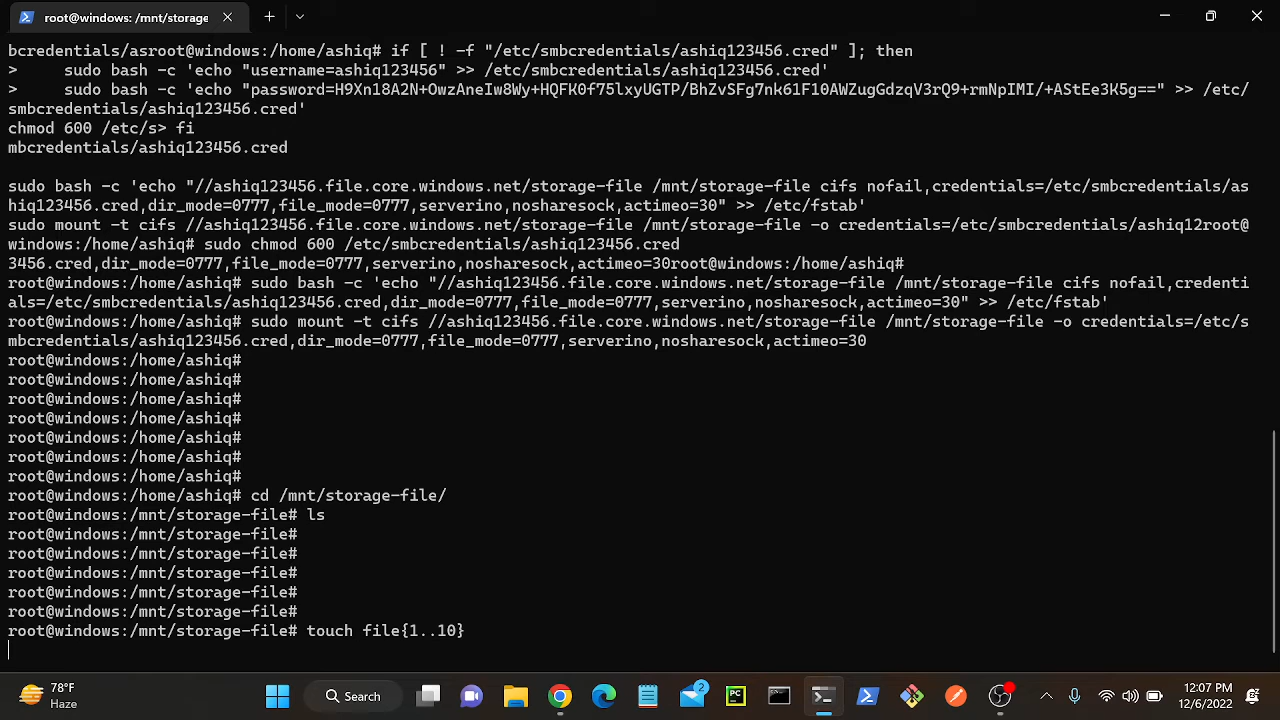 root@windows: /mnt/storage
bcredentials/asroot@windows:/home/ashiq# if [ ! -f "/etc/smbcredentials/ashiq123456.cred" ]; then
>     sudo bash -c 'echo "username=ashiq123456" >> /etc/smbcredentials/ashiq123456.cred'
>     sudo bash -c 'echo "password=H9Xn18A2N+OwzAneIw8Wy+HQFK0f75lxyUGTP/BhZvSFg7nk61F10AWZugGdzqV3rQ9+rmNpIMI/+AStEe3K5g==" >> /etc/
smbcredentials/ashiq123456.cred'
chmod 600 /etc/s> fi
mbcredentials/ashiq123456.cred
sudo bash -c 'echo "//ashiq123456.file.core.windows.net/storage-file /mnt/storage-file cifs nofail,credentials=/etc/smbcredentials/as
hiq123456.cred,dir_mode=0777,file_mode=0777,serverino,nosharesock,actimeo=30" >> /etc/fstab'
sudo mount -t cifs //ashiq123456.file.core.windows.net/storage-file /mnt/storage-file -o credentials=/etc/smbcredentials/ashiq12root@
windows:/home/ashiq# sudo chmod 600 /etc/smbcredentials/ashiq123456.cred
3456.cred,dir_mode=0777,file_mode=0777,serverino,nosharesock,actimeo=30root@windows:/home/ashiq#
root@windows:/home/ashiq# sudo bash -c 'echo "//ashiq123456.file.core.windows.net/storage-file /mnt/storage-file cifs nofail,credenti
als=/etc/smbcredentials/ashiq123456.cred,dir_mode=0777,file_mode=0777,serverino,nosharesock,actimeo=30" >> /etc/fstab'
root@windows:/home/ashiq# sudo mount -t cifs //ashiq123456.file.core.windows.net/storage-file /mnt/storage-file -o credentials=/etc/s
mbcredentials/ashiq123456.cred,dir_mode=0777,file_mode=0777,serverino,nosharesock,actimeo=30
root@windows:/home/ashiq#
root@windows:/home/ashiq#
root@windows:/home/ashiq#
root@windows:/home/ashiq#
root@windows:/home/ashiq#
root@windows:/home/ashiq#
root@windows:/home/ashiq#
root@windows:/home/ashiq# cd /mnt/storage-file/
root@windows:/mnt/storage-file# ls
root@windows:/mnt/storage-file#
root@windows:/mnt/storage-file#
root@windows:/mnt/storage-file#
root@windows:/mnt/storage-file#
root@windows:/mnt/storage-file#
root@windows:/mnt/storage-file# touch file{1..10}
78°F
Haze
Search
2
PC
12:07 PM
12/6/2022